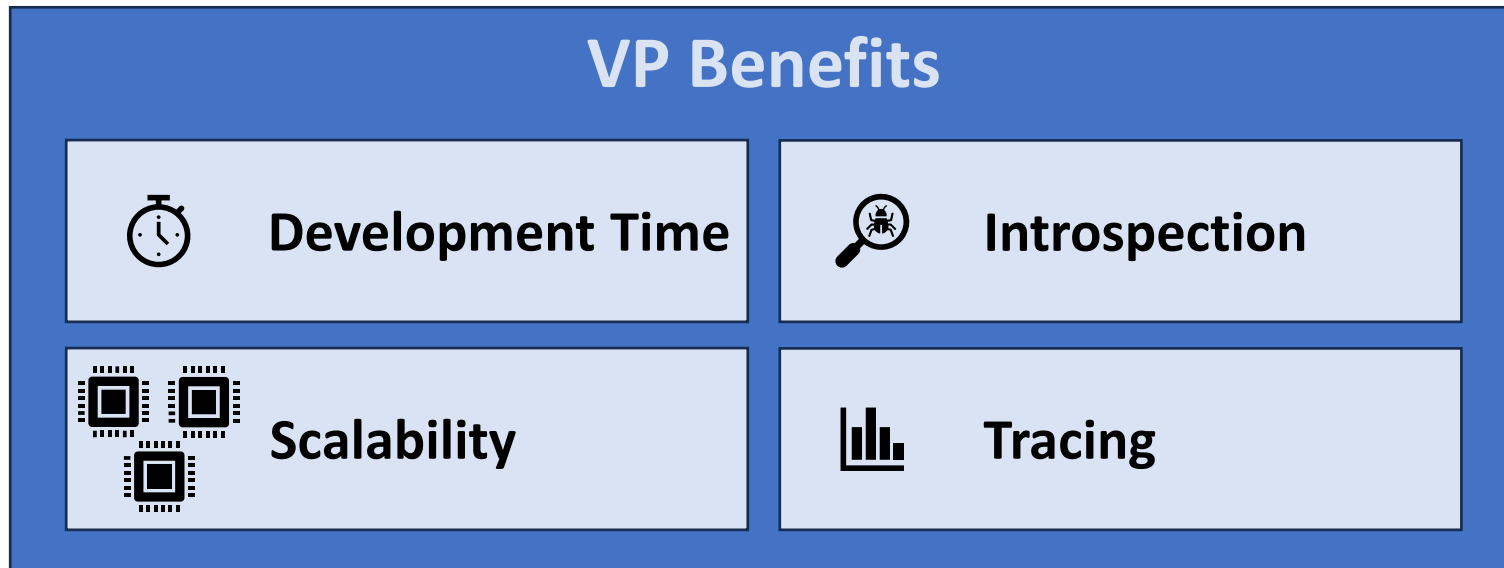 VP Benefits
Development Time
Introspection
Scalability
Tracing